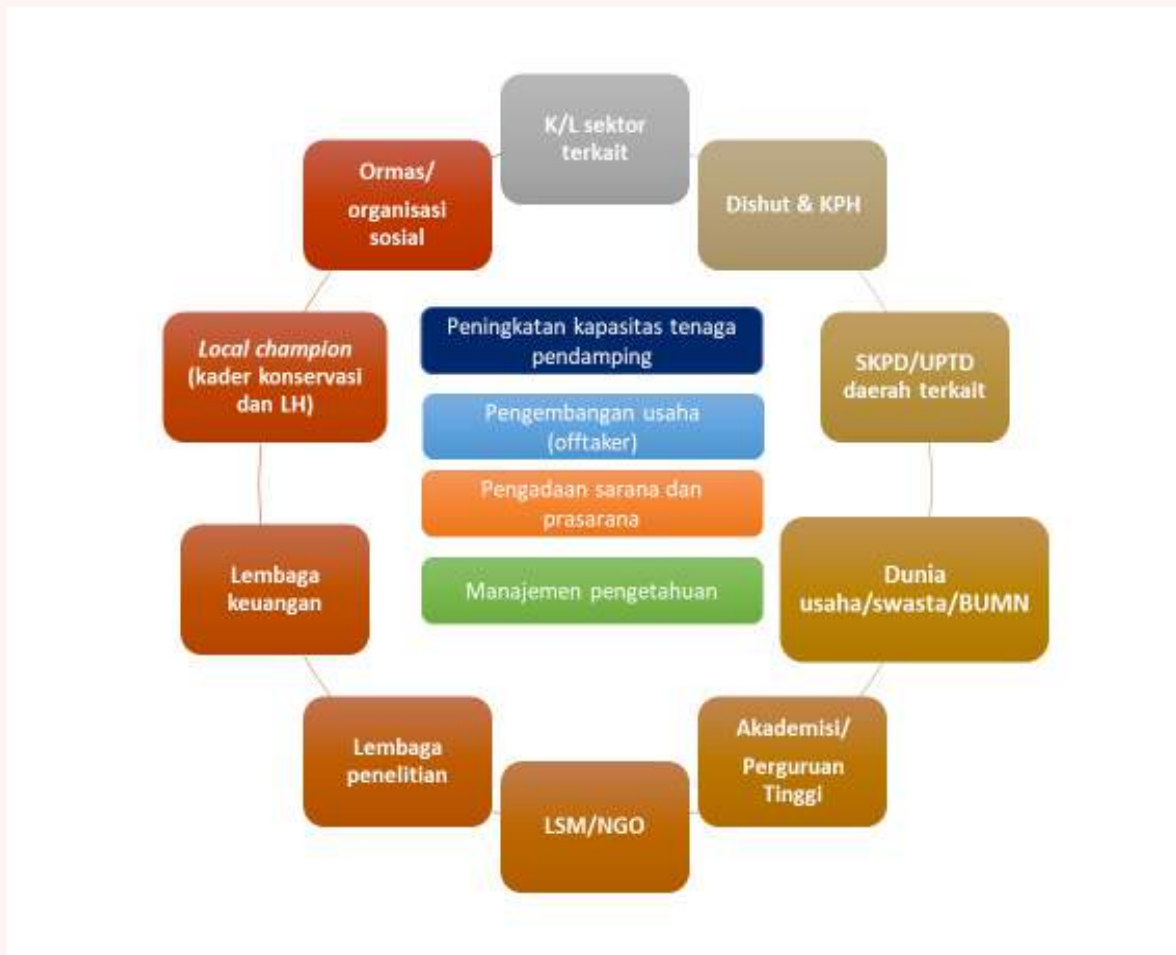 K/L sektor
terkait
Dishut & KPH
SKPD/UPTD
daerah terkait
Dunia
usaha/swasta/BUMN
Akademisi/
Perguruan
Tinggi
LSM/NGO
Lembaga
penelitian
Lembaga
keuangan
Local champion
(kader konservasi
dan LH)
Ormas/
organisasi
sosial
Peningkatan kapasitas tenaga
pendamping
Pengembangan usaha
(offtaker)
Pengadaan sarana dan
prasarana
Manajemen pengetahuan